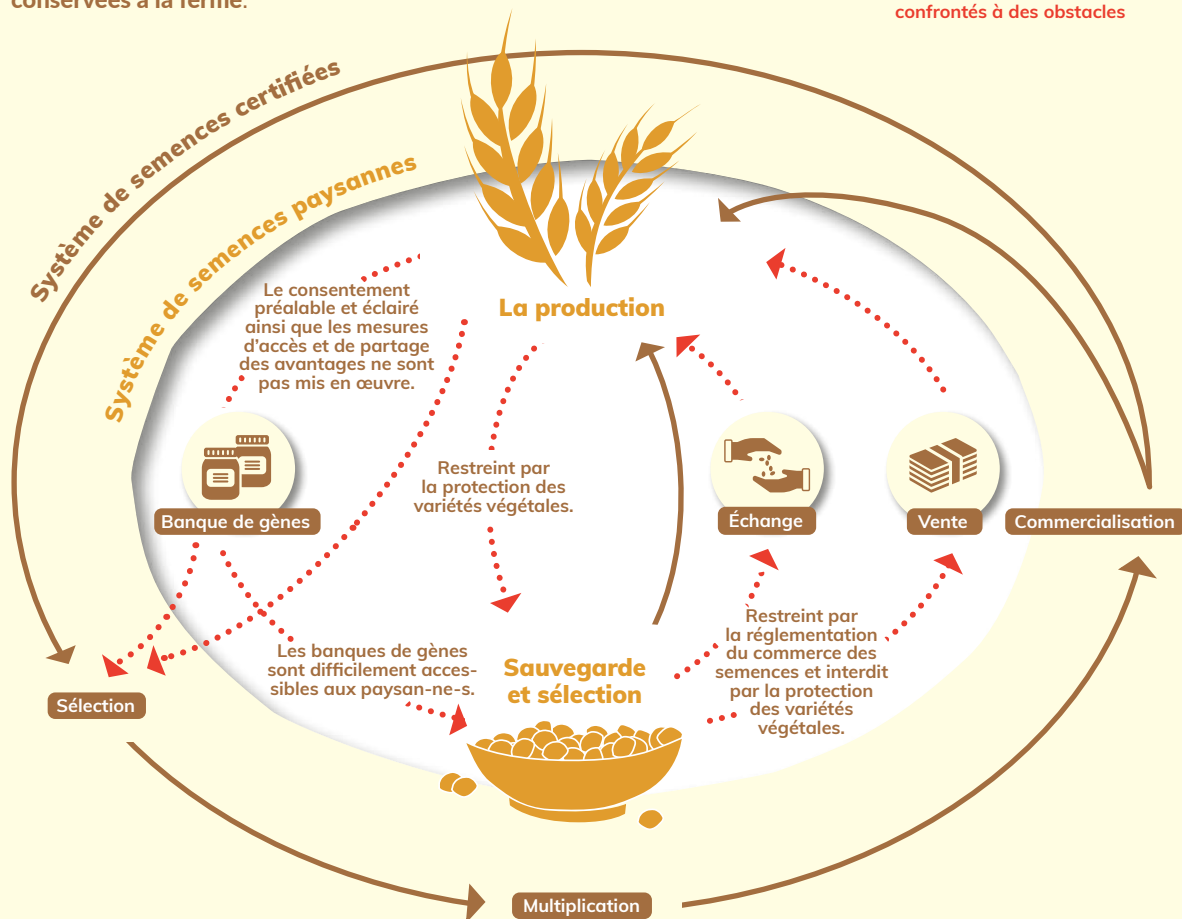 conservées à la ferme.
confrontés à des obstacles
Système de semences certifiées
Système de semences paysannes
Le consentement
préalable et éclairé
ainsi que les mesures
d'accès et de partage
des avantages ne sont
pas mis en œuvre.
La production
Restreint par
la protection des
variétés végétales.
Banque de gènes
Échange
Vente
Commercialisation
Les banques de gènes
sont difficilement acces-
sibles aux paysan-ne-s.
Sauvegarde
et sélection
Restreint par
la réglementation
du commerce des
semences et interdit
par la protection
des variétés
végétales.
Sélection
Multiplication